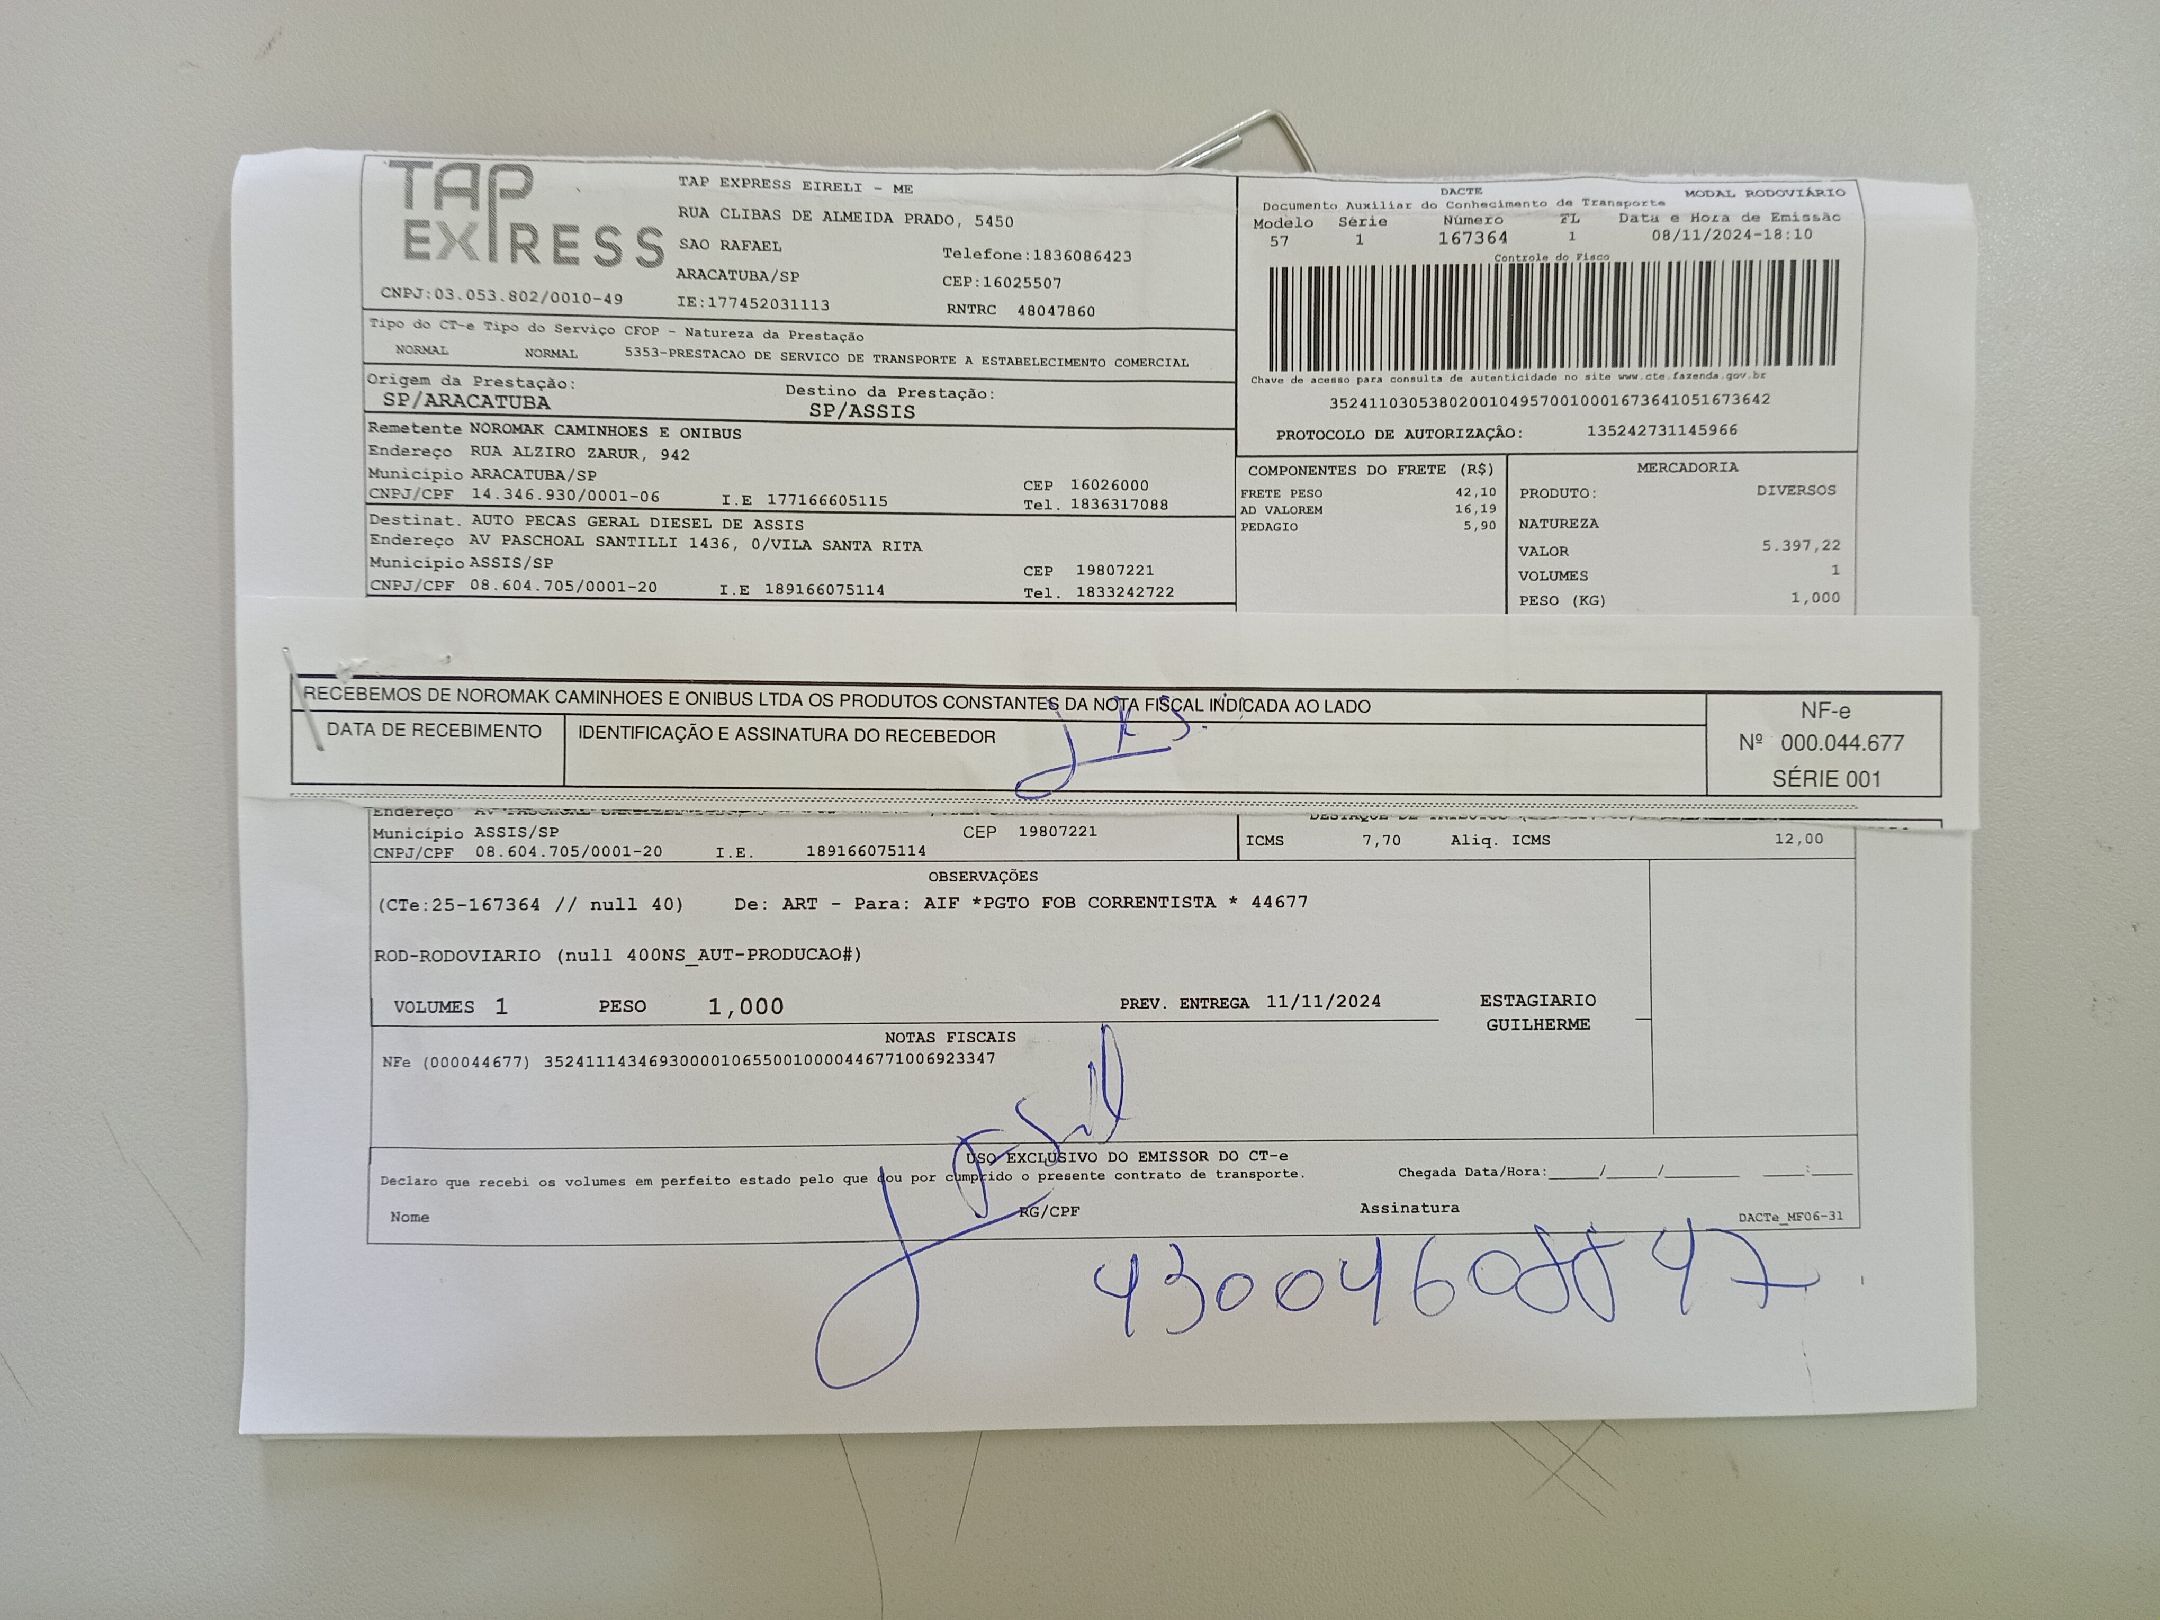 TAP EXPRESS
TAP EXPRESS EIRELI - ME
RUA CLIBAS DE ALMEIDA PRADO, 5450
SAO RAFAEL
Telefone:1836086423
ARACATUBA/SP
CEP:16025507
CNPJ:03.053.802/0010-49
IE:177452031113
RNTRC 48047860
DACTE
MODAL RODOVIÁRIO
Documento Auxiliar do Conhecimento de Transporte
Modelo Série Número FL Data e Hora de Emissão
57 1 167364 1 08/11/2024-18:10
Controle do Fisco
Chave de acesso para consulta de autenticidade no site www.cte.fazenda.gov.br
35241103053802001049570010001673641051673642
PROTOCOLO DE AUTORIZAÇÃO: 135242731145966
Tipo do CT-e Tipo do Serviço CFOP - Natureza da Prestação
NORMAL NORMAL 5353-PRESTACAO DE SERVICO DE TRANSPORTE A ESTABELECIMENTO COMERCIAL
Origem da Prestação: Destino da Prestação:
SP/ARACATUBA SP/ASSIS
Remetente NOROMAK CAMINHOES E ONIBUS
Endereço RUA ALZIRO ZARUR, 942
Município ARACATUBA/SP CEP 16026000
CNPJ/CPF 14.346.930/0001-06 I.E 177166605115 Tel. 1836317088
Destinat. AUTO PECAS GERAL DIESEL DE ASSIS
Endereço AV PASCHOAL SANTILLI 1436, 0/VILA SANTA RITA
Município ASSIS/SP CEP 19807221
CNPJ/CPF 08.604.705/0001-20 I.E 189166075114 Tel. 1833242722
COMPONENTES DO FRETE (R$)
FRETE PESO 42,10
AD VALOREM 16,19
PEDAGIO 5,90
MERCADORIA
PRODUTO: DIVERSOS
NATUREZA
VALOR 5.397,22
VOLUMES 1
PESO (KG) 1,000
RECEBEMOS DE NOROMAK CAMINHOES E ONIBUS LTDA OS PRODUTOS CONSTANTES DA NOTA FISCAL INDICADA AO LADO
DATA DE RECEBIMENTO
IDENTIFICAÇÃO E ASSINATURA DO RECEBEDOR
NF-e
Nº 000.044.677
SÉRIE 001
Endereço
Município ASSIS/SP CEP 19807221
CNPJ/CPF 08.604.705/0001-20 I.E. 189166075114
ICMS 7,70 Aliq. ICMS 12,00
OBSERVAÇÕES
(CTe:25-167364 // null 40) De: ART - Para: AIF *PGTO FOB CORRENTISTA * 44677
ROD-RODOVIARIO (null 400NS_AUT-PRODUCAO#)
VOLUMES 1 PESO 1,000 PREV. ENTREGA 11/11/2024
ESTAGIARIO
GUILHERME
NOTAS FISCAIS
NFe (000044677) 35241114346930000106550010000446771006923347
USO EXCLUSIVO DO EMISSOR DO CT-e
Declaro que recebi os volumes em perfeito estado pelo que dou por cumprido o presente contrato de transporte.
Chegada Data/Hora:____/____/______ ____:____
Nome RG/CPF Assinatura
DACTe_MF06-31